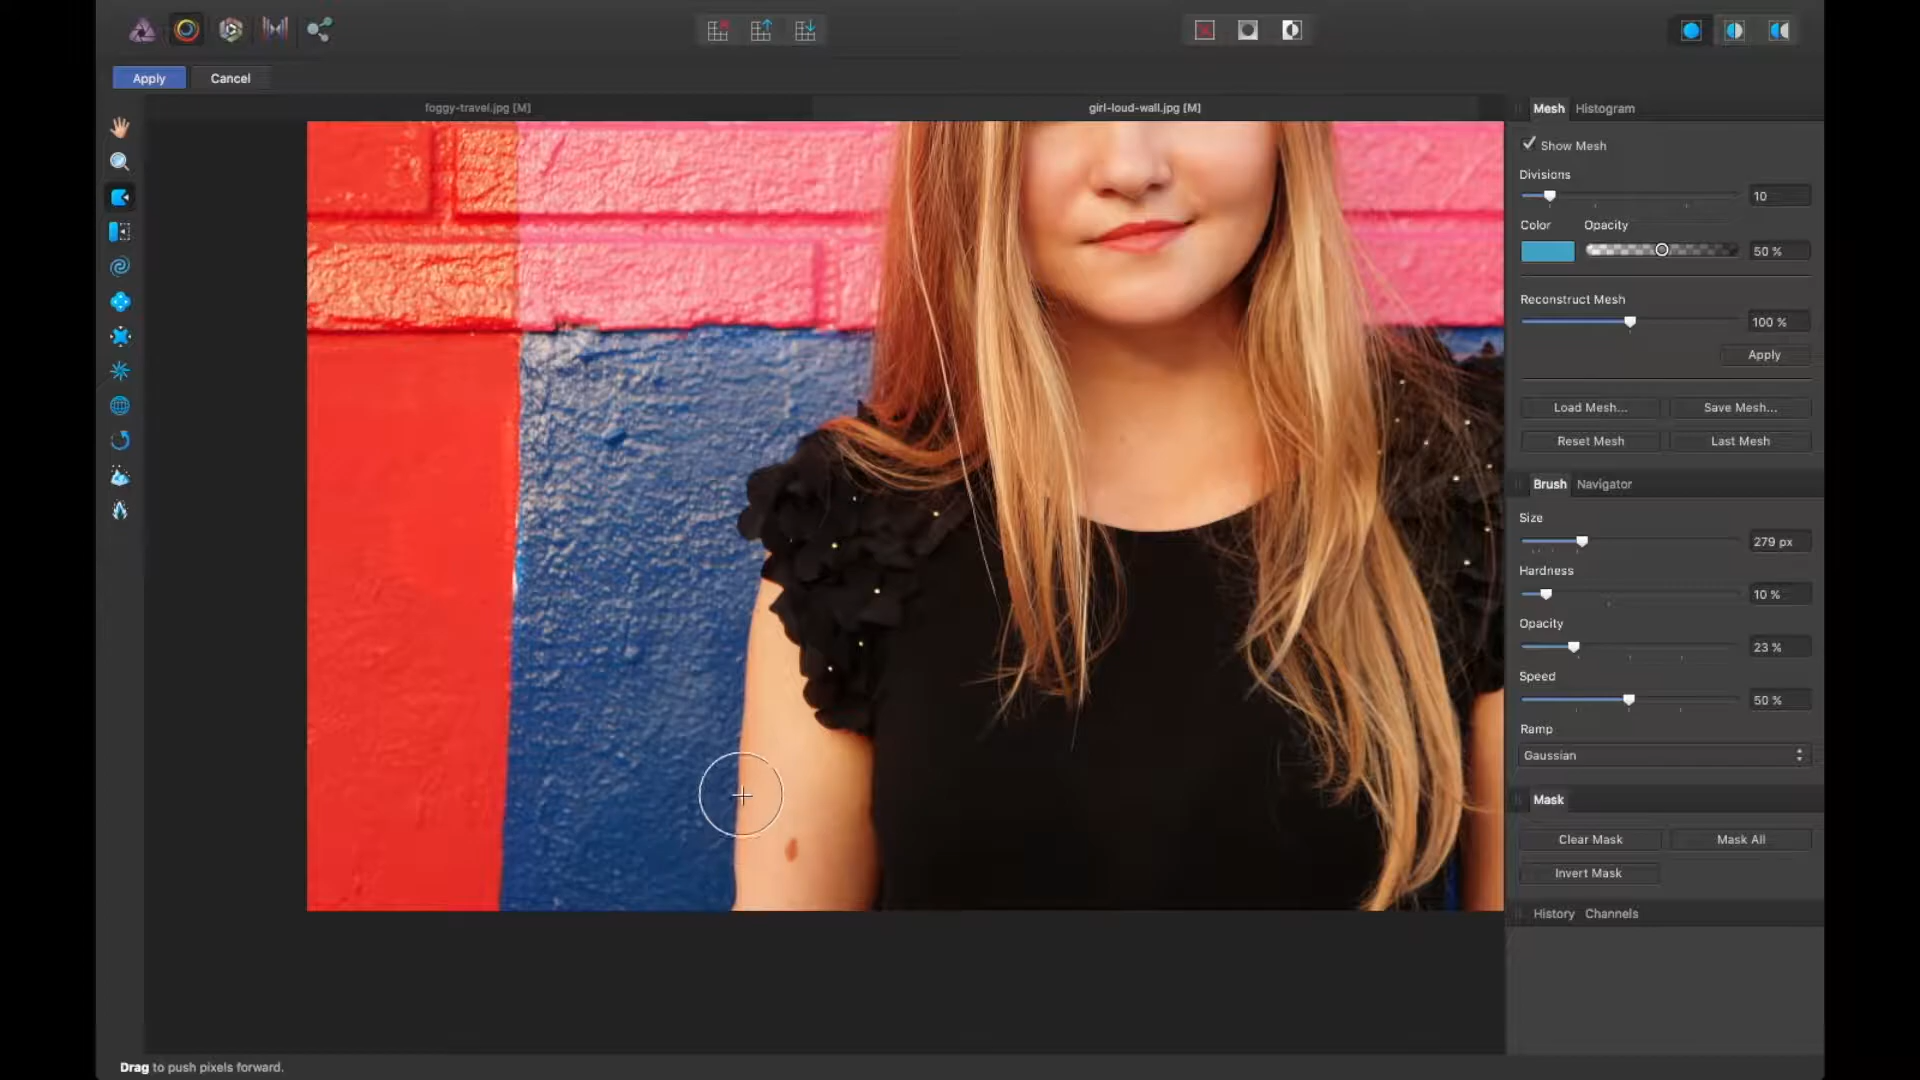 Apply Cancel
foggy-travel.jpg [M] girl-loud-wall.jpg [M]
Mesh Histogram
Show Mesh
Divisions
10
Color Opacity
50 %
Reconstruct Mesh
100 %
Apply
Load Mesh... Save Mesh...
Reset Mesh Last Mesh
Brush Navigator
Size
279 px
Hardness
10 %
Opacity
23 %
Speed
50 %
Ramp
Gaussian
Mask
Clear Mask Mask All
Invert Mask
History Channels
Drag to push pixels forward.